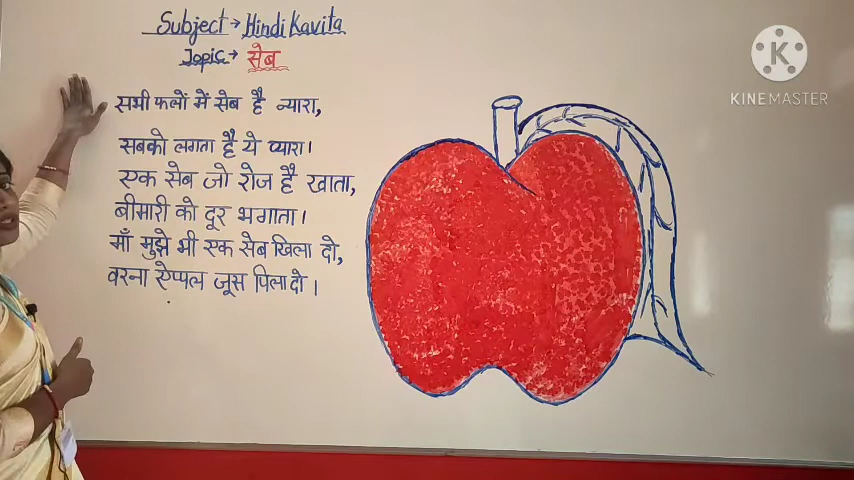 Subject → Hindi Kavita
Topic → सेब
सभी फलों में सेब है न्यारा,
सबको लगता है ये प्यारा।
एक सेब जो रोज है खाता,
बीमारी को दूर भगाता।
माँ मुझे भी एक सेब खिला दो,
वरना ऐप्पल जूस पिला दो।
KINEMASTER